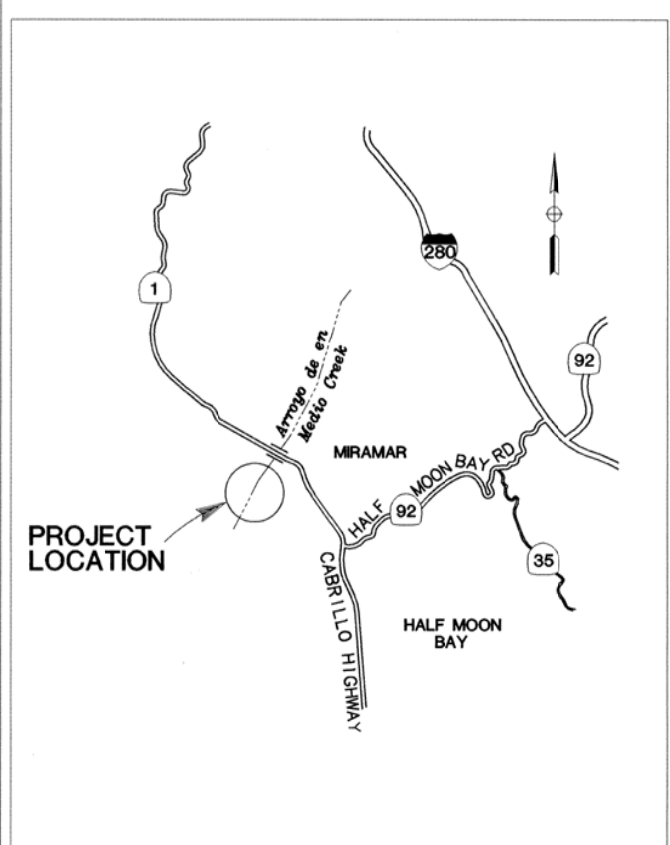 280
1
92
Arroyo de en
Medio Creek
MIRAMAR
HALF MOON BAY RD
92
PROJECT
LOCATION
35
CABRILLO HIGHWAY
HALF MOON
BAY